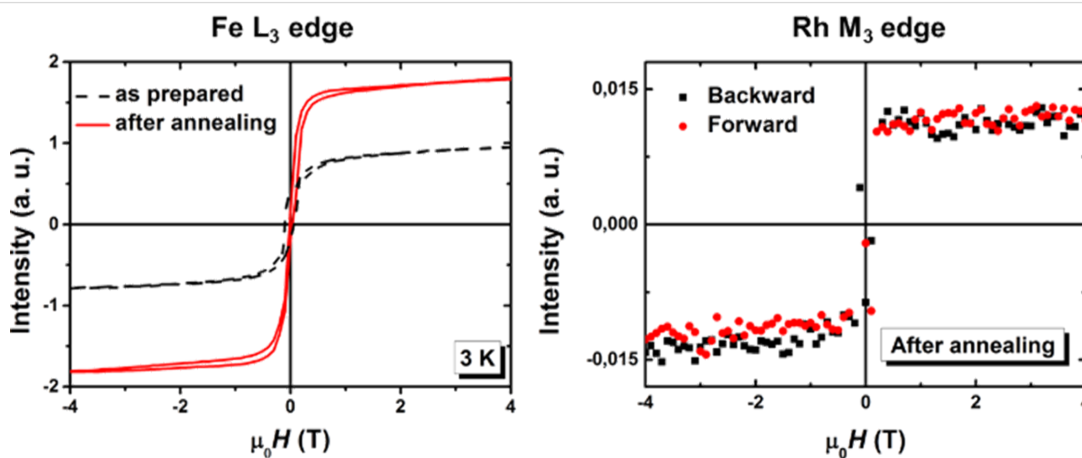 Fe L₃ edge
Intensity (a. u.)
2
1
0
-1
-2
as prepared
after annealing
3 K
-4
-2
0
2
4
μ₀H (T)
Rh M₃ edge
Intensity (a. u.)
0,015
0,000
-0,015
Backward
Forward
After annealing
-4
-2
0
2
4
μ₀H (T)